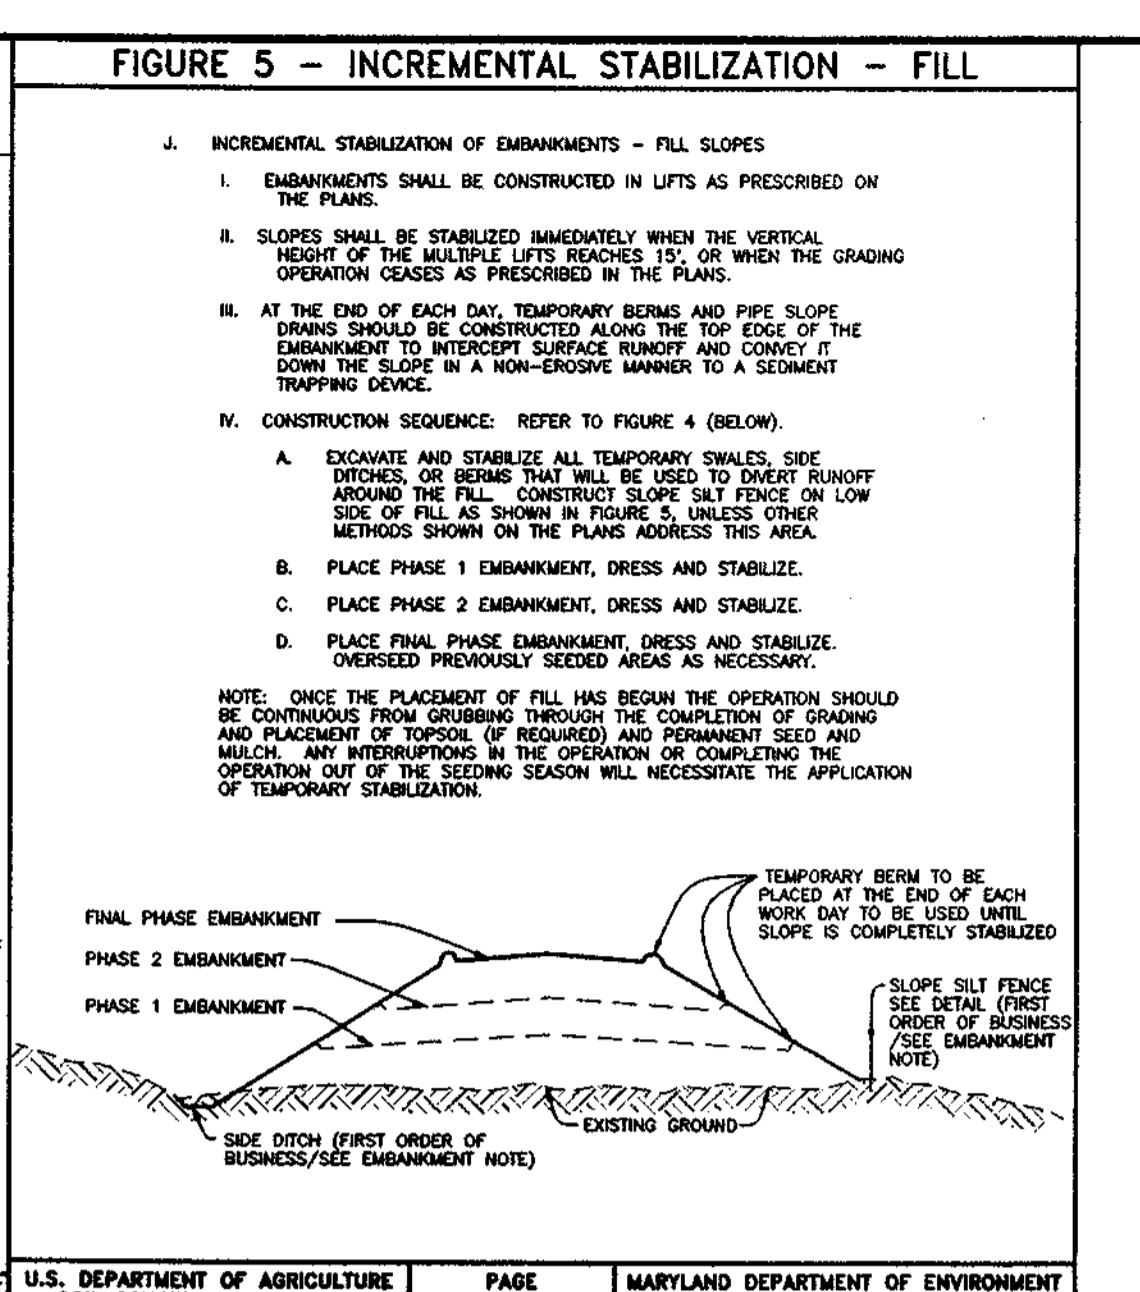 FIGURE 5 – INCREMENTAL STABILIZATION – FILL
J. INCREMENTAL STABILIZATION OF EMBANKMENTS – FILL SLOPES
I. EMBANKMENTS SHALL BE CONSTRUCTED IN LIFTS AS PRESCRIBED ON
THE PLANS.
II. SLOPES SHALL BE STABILIZED IMMEDIATELY WHEN THE VERTICAL
HEIGHT OF THE MULTIPLE LIFTS REACHES 15', OR WHEN THE GRADING
OPERATION CEASES AS PRESCRIBED IN THE PLANS.
III. AT THE END OF EACH DAY, TEMPORARY BERMS AND PIPE SLOPE
DRAINS SHOULD BE CONSTRUCTED ALONG THE TOP EDGE OF THE
EMBANKMENT TO INTERCEPT SURFACE RUNOFF AND CONVEY IT
DOWN THE SLOPE IN A NON-EROSIVE MANNER TO A SEDIMENT
TRAPPING DEVICE.
IV. CONSTRUCTION SEQUENCE: REFER TO FIGURE 4 (BELOW).
A. EXCAVATE AND STABILIZE ALL TEMPORARY SWALES, SIDE
DITCHES, OR BERMS THAT WILL BE USED TO DIVERT RUNOFF
AROUND THE FILL. CONSTRUCT SLOPE SILT FENCE ON LOW
SIDE OF FILL AS SHOWN IN FIGURE 5, UNLESS OTHER
METHODS SHOWN ON THE PLANS ADDRESS THIS AREA.
B. PLACE PHASE 1 EMBANKMENT, DRESS AND STABILIZE.
C. PLACE PHASE 2 EMBANKMENT, DRESS AND STABILIZE.
D. PLACE FINAL PHASE EMBANKMENT, DRESS AND STABILIZE.
OVERSEED PREVIOUSLY SEEDED AREAS AS NECESSARY.
NOTE: ONCE THE PLACEMENT OF FILL HAS BEGUN THE OPERATION SHOULD
BE CONTINUOUS FROM GRUBBING THROUGH THE COMPLETION OF GRADING
AND PLACEMENT OF TOPSOIL (IF REQUIRED) AND PERMANENT SEED AND
MULCH. ANY INTERRUPTIONS IN THE OPERATION OR COMPLETING THE
OPERATION OUT OF THE SEEDING SEASON WILL NECESSITATE THE APPLICATION
OF TEMPORARY STABILIZATION.
TEMPORARY BERM TO BE
PLACED AT THE END OF EACH
WORK DAY TO BE USED UNTIL
SLOPE IS COMPLETELY STABILIZED
FINAL PHASE EMBANKMENT
PHASE 2 EMBANKMENT
PHASE 1 EMBANKMENT
SLOPE SILT FENCE
SEE DETAIL (FIRST
ORDER OF BUSINESS
/SEE EMBANKMENT
NOTE)
EXISTING GROUND
SIDE DITCH (FIRST ORDER OF
BUSINESS/SEE EMBANKMENT NOTE)
U.S. DEPARTMENT OF AGRICULTURE
PAGE
MARYLAND DEPARTMENT OF ENVIRONMENT